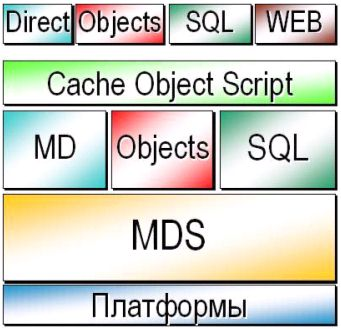 Direct Objects SQL WEB
Cache Object Script
MD Objects SQL
MDS
Платформы